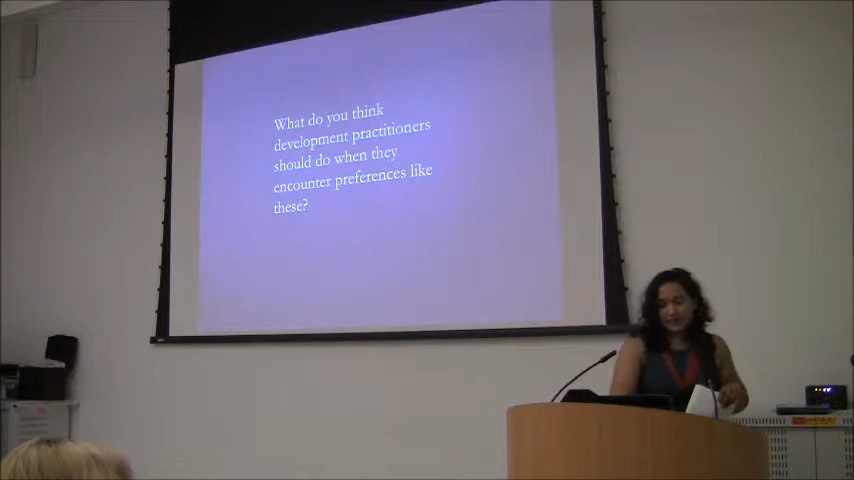 What do you think
development practitioners
should do when they
encounter preferences like
these?